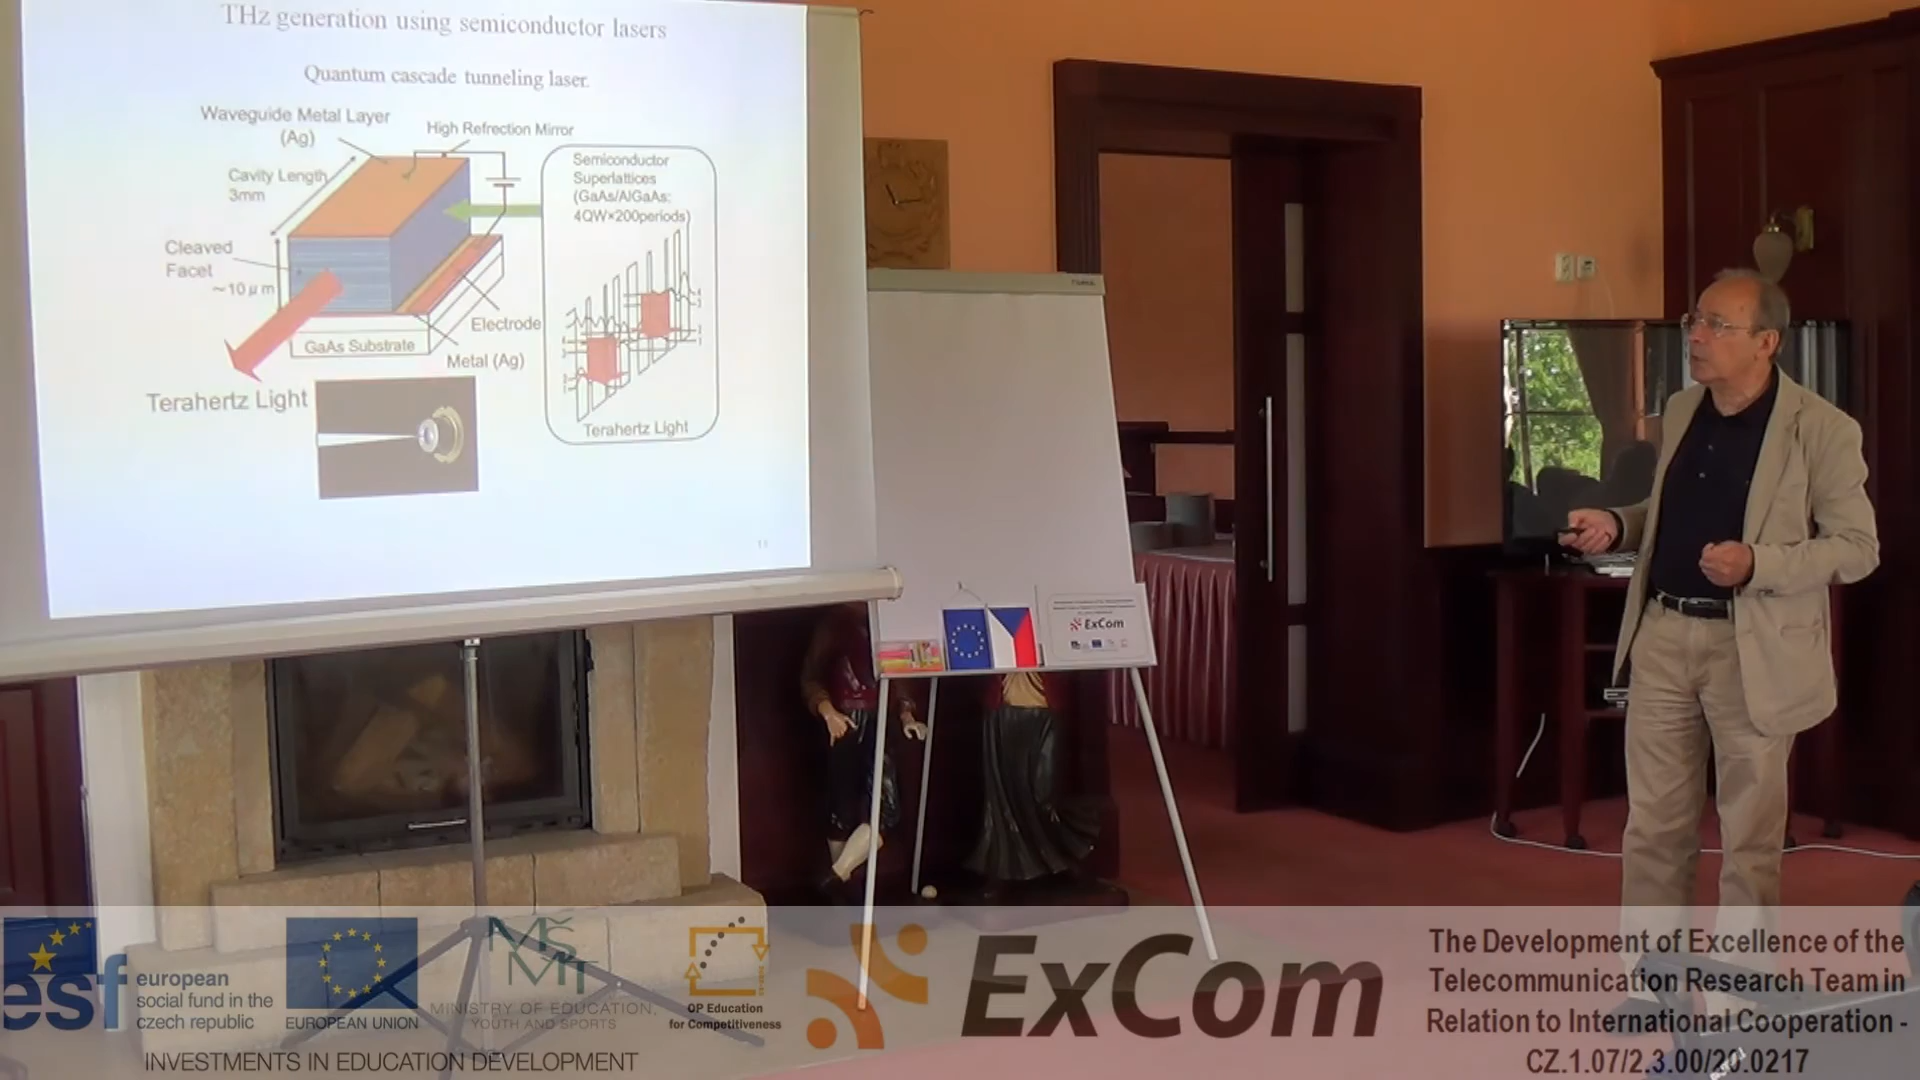 THz generation using semiconductor lasers
Quantum cascade tunneling laser.
Waveguide Metal Layer
(Ag)
High Refrection Mirror
Cavity Length
3mm
Semiconductor
Superlattices
(GaAs/AlGaAs:
4QW×200periods)
Cleaved
Facet
~10μm
Electrode
GaAs Substrate
Metal (Ag)
Terahertz Light
Terahertz Light
11
ExCom
esf
european
social fund in the
czech republic
EUROPEAN UNION
MŠ
MT
MINISTRY OF EDUCATION,
YOUTH AND SPORTS
OP Education
for Competitiveness
INVESTMENTS IN EDUCATION DEVELOPMENT
ExCom
The Development of Excellence of the
Telecommunication Research Team in
Relation to International Cooperation -
CZ.1.07/2.3.00/20.0217